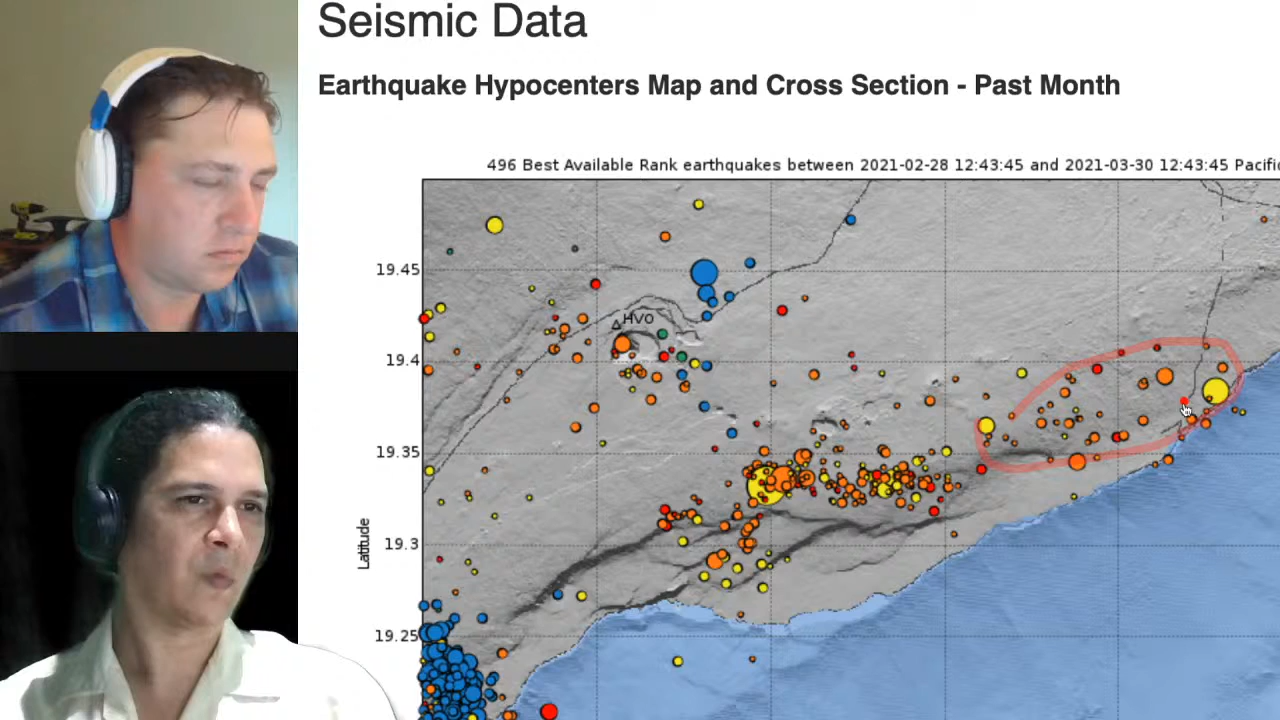 Seismic Data
Earthquake Hypocenters Map and Cross Section - Past Month
496 Best Available Rank earthquakes between 2021-02-28 12:43:45 and 2021-03-30 12:43:45 Pacific
19.45
HVO
19.4
19.35
Latitude
19.3
19.25